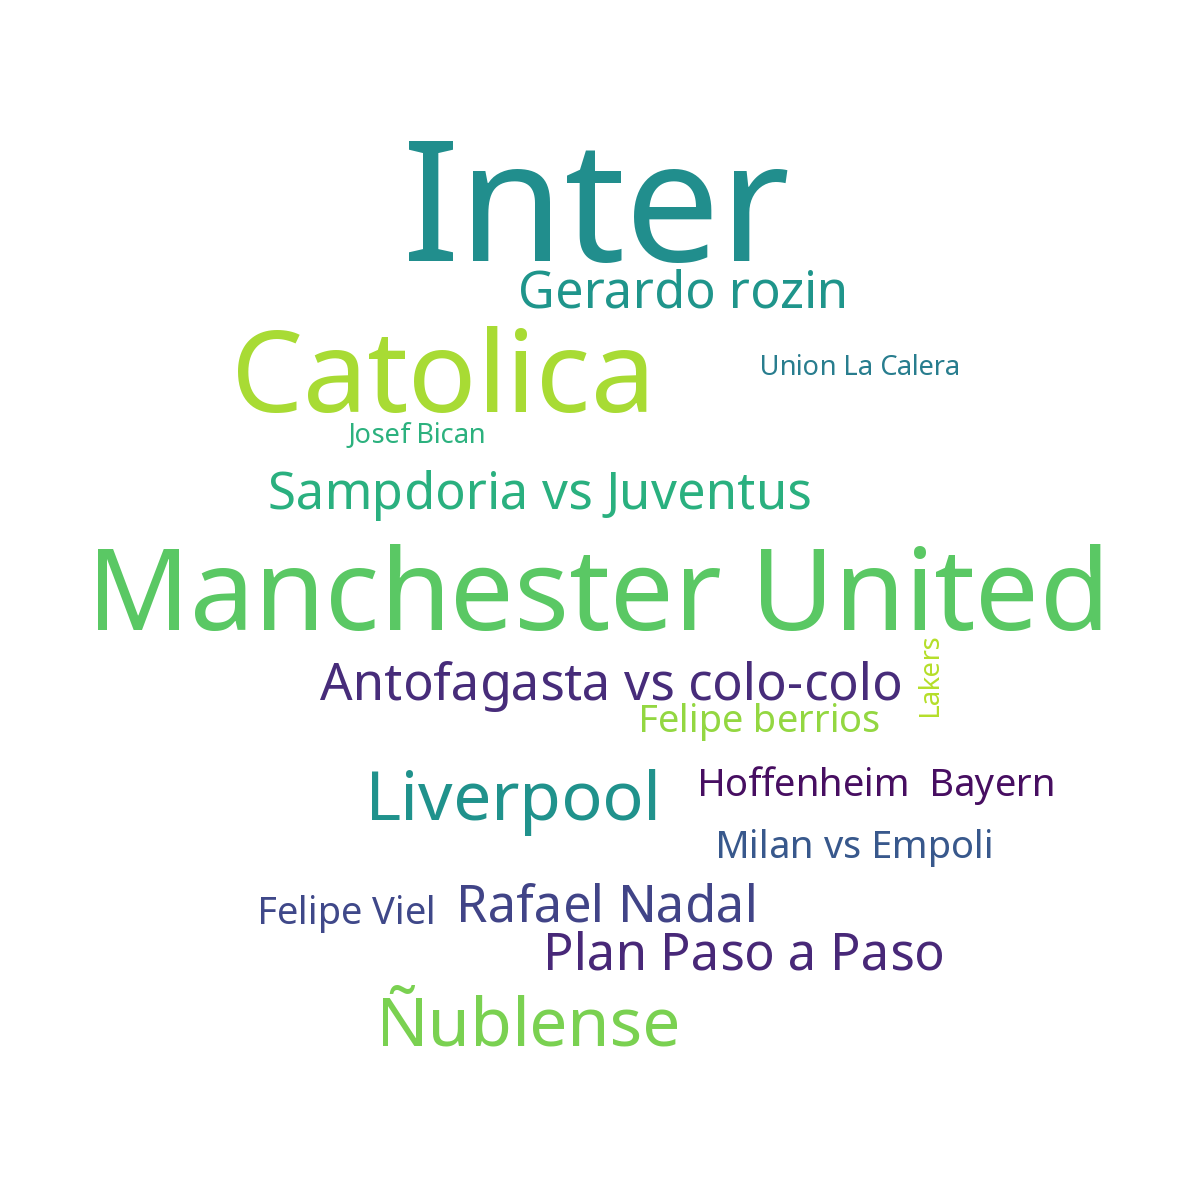 Inter
Gerardo rozin
Catolica
Union La Calera
Josef Bican
Sampdoria vs Juventus
Manchester United
Antofagasta vs colo-colo
Lakers
Felipe berrios
Liverpool
Hoffenheim
Bayern
Milan vs Empoli
Felipe Viel
Rafael Nadal
Plan Paso a Paso
Ñublense